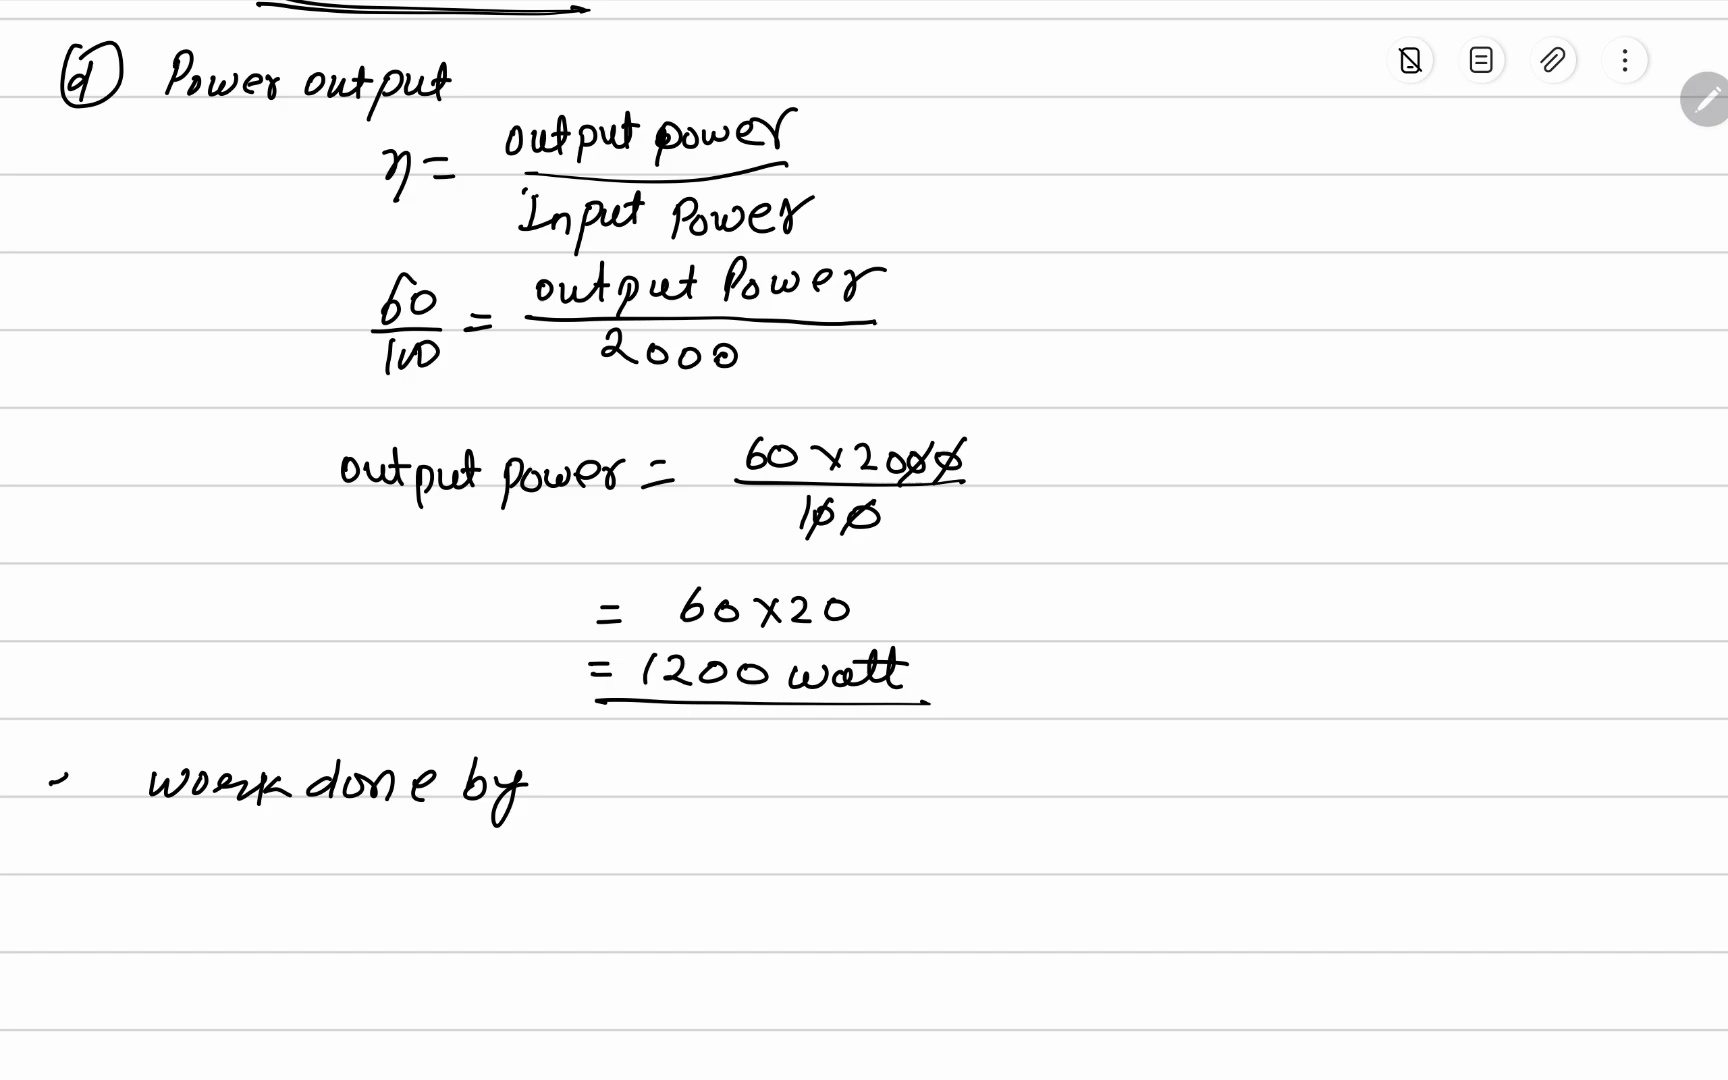 (d) Power output
η = output power / Input Power
60/100 = output Power / 2000
output power = 60 × 2000 / 100
= 60 × 20
= 1200 watt
work done by